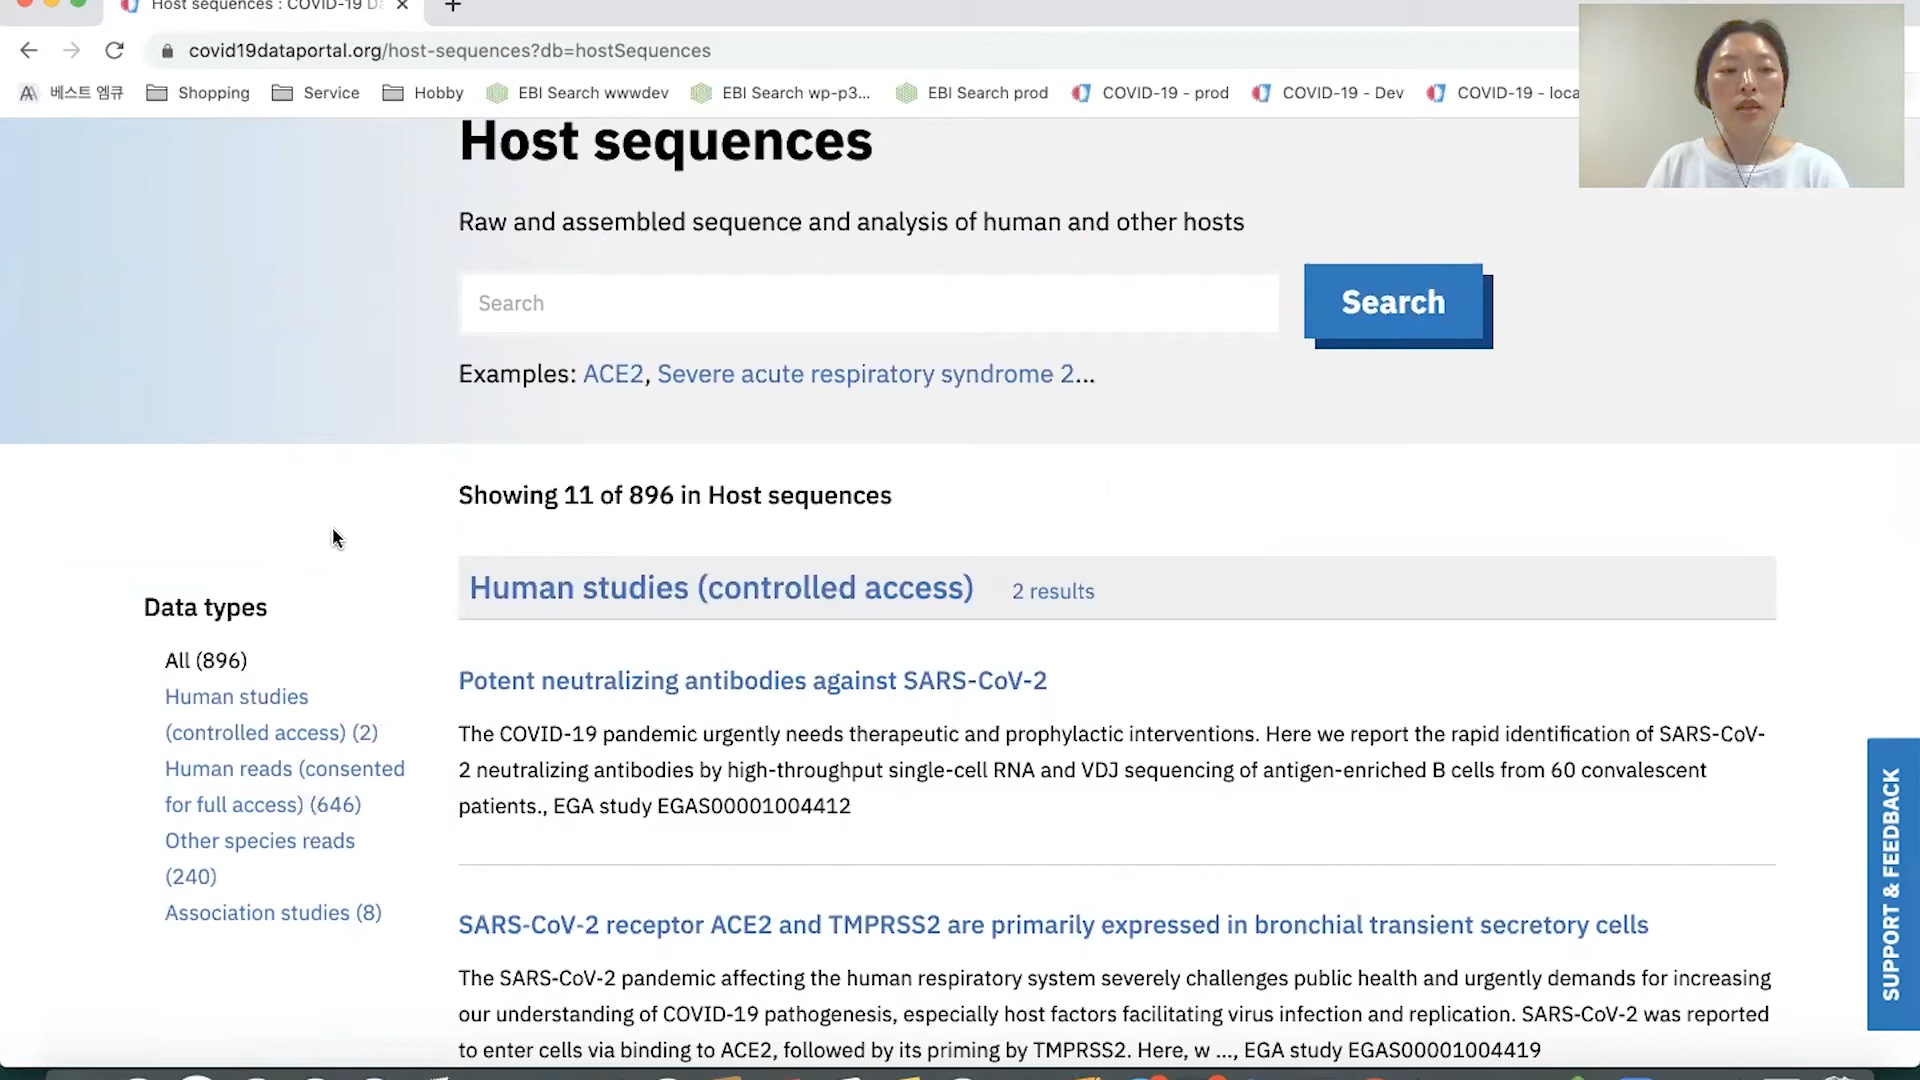 Host sequences : COVID-19 Da
covid19dataportal.org/host-sequences?db=hostSequences
베스트 엠큐 Shopping Service Hobby EBI Search wwwdev EBI Search wp-p3... EBI Search prod COVID-19 - prod COVID-19 - Dev COVID-19 - loca
Host sequences
Raw and assembled sequence and analysis of human and other hosts
Search
Search
Examples: ACE2, Severe acute respiratory syndrome 2...
Showing 11 of 896 in Host sequences
Data types
All (896)
Human studies
(controlled access) (2)
Human reads (consented
for full access) (646)
Other species reads
(240)
Association studies (8)
Human studies (controlled access) 2 results
Potent neutralizing antibodies against SARS-CoV-2
The COVID-19 pandemic urgently needs therapeutic and prophylactic interventions. Here we report the rapid identification of SARS-CoV-
2 neutralizing antibodies by high-throughput single-cell RNA and VDJ sequencing of antigen-enriched B cells from 60 convalescent
patients., EGA study EGAS00001004412
SARS-CoV-2 receptor ACE2 and TMPRSS2 are primarily expressed in bronchial transient secretory cells
The SARS-CoV-2 pandemic affecting the human respiratory system severely challenges public health and urgently demands for increasing
our understanding of COVID-19 pathogenesis, especially host factors facilitating virus infection and replication. SARS-CoV-2 was reported
to enter cells via binding to ACE2, followed by its priming by TMPRSS2. Here, w ..., EGA study EGAS00001004419
SUPPORT & FEEDBACK